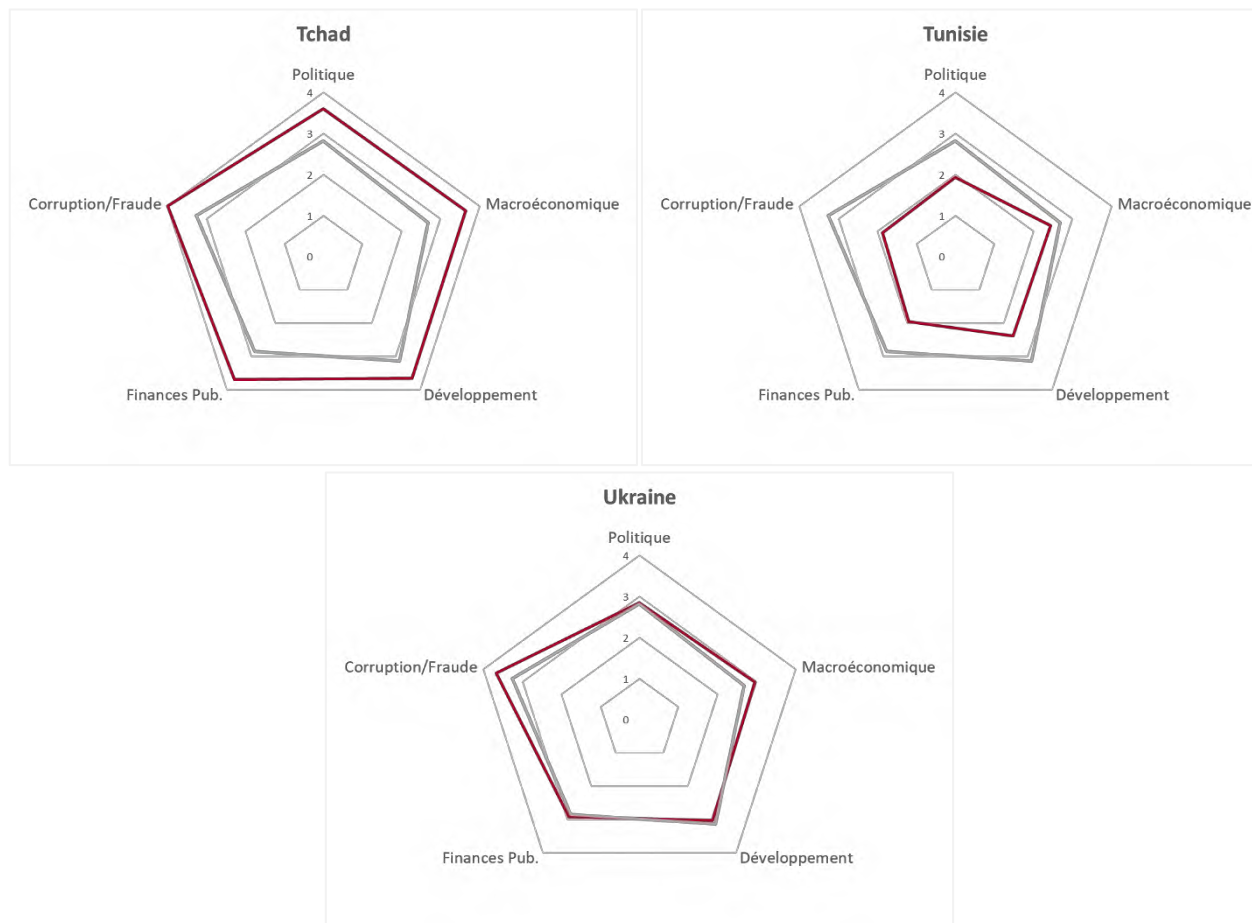 Tchad
Politique
4
3
2
1
0
Corruption/Fraude
Macroéconomique
Finances Pub.
Développement
Tunisie
Politique
4
3
2
1
0
Corruption/Fraude
Macroéconomique
Finances Pub.
Développement
Ukraine
Politique
4
3
2
1
0
Corruption/Fraude
Macroéconomique
Finances Pub.
Développement